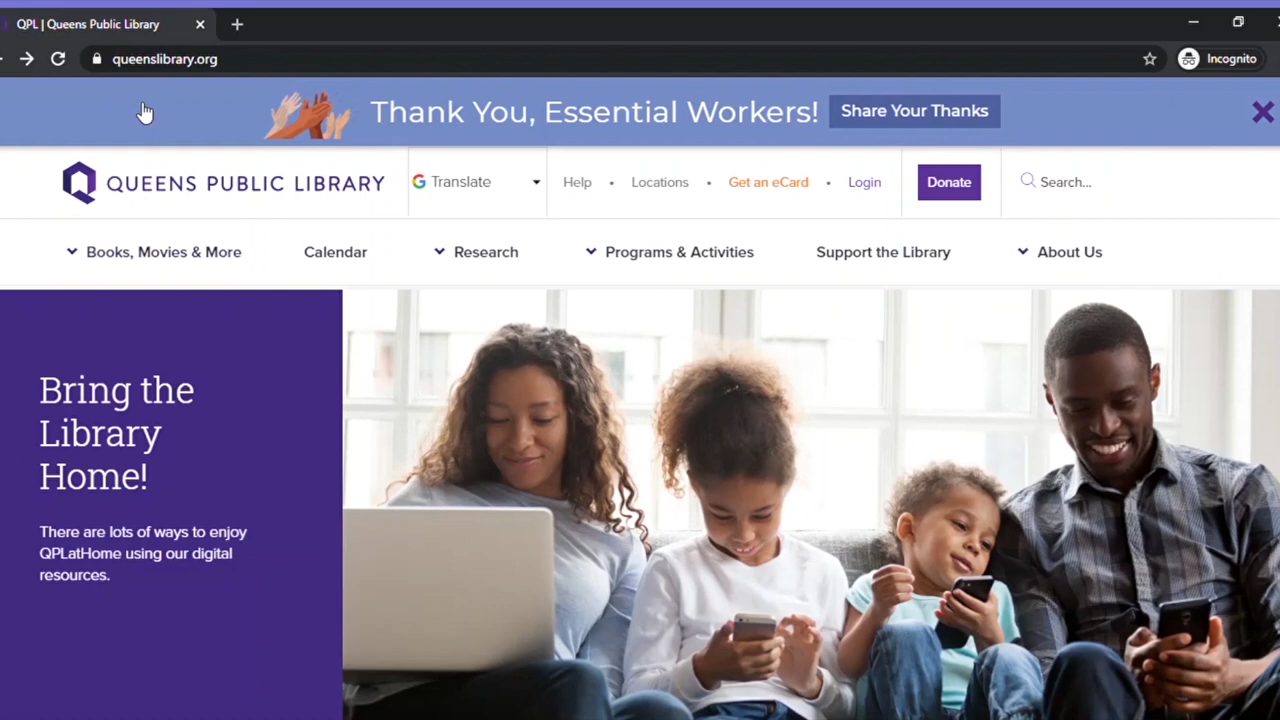 QPL | Queens Public Library
queenslibrary.org
Incognito
Thank You, Essential Workers!
Share Your Thanks
QUEENS PUBLIC LIBRARY
Translate
Help • Locations • Get an eCard • Login
Donate
Search...
Books, Movies & More
Calendar
Research
Programs & Activities
Support the Library
About Us
Bring the
Library
Home!
There are lots of ways to enjoy
QPLatHome using our digital
resources.